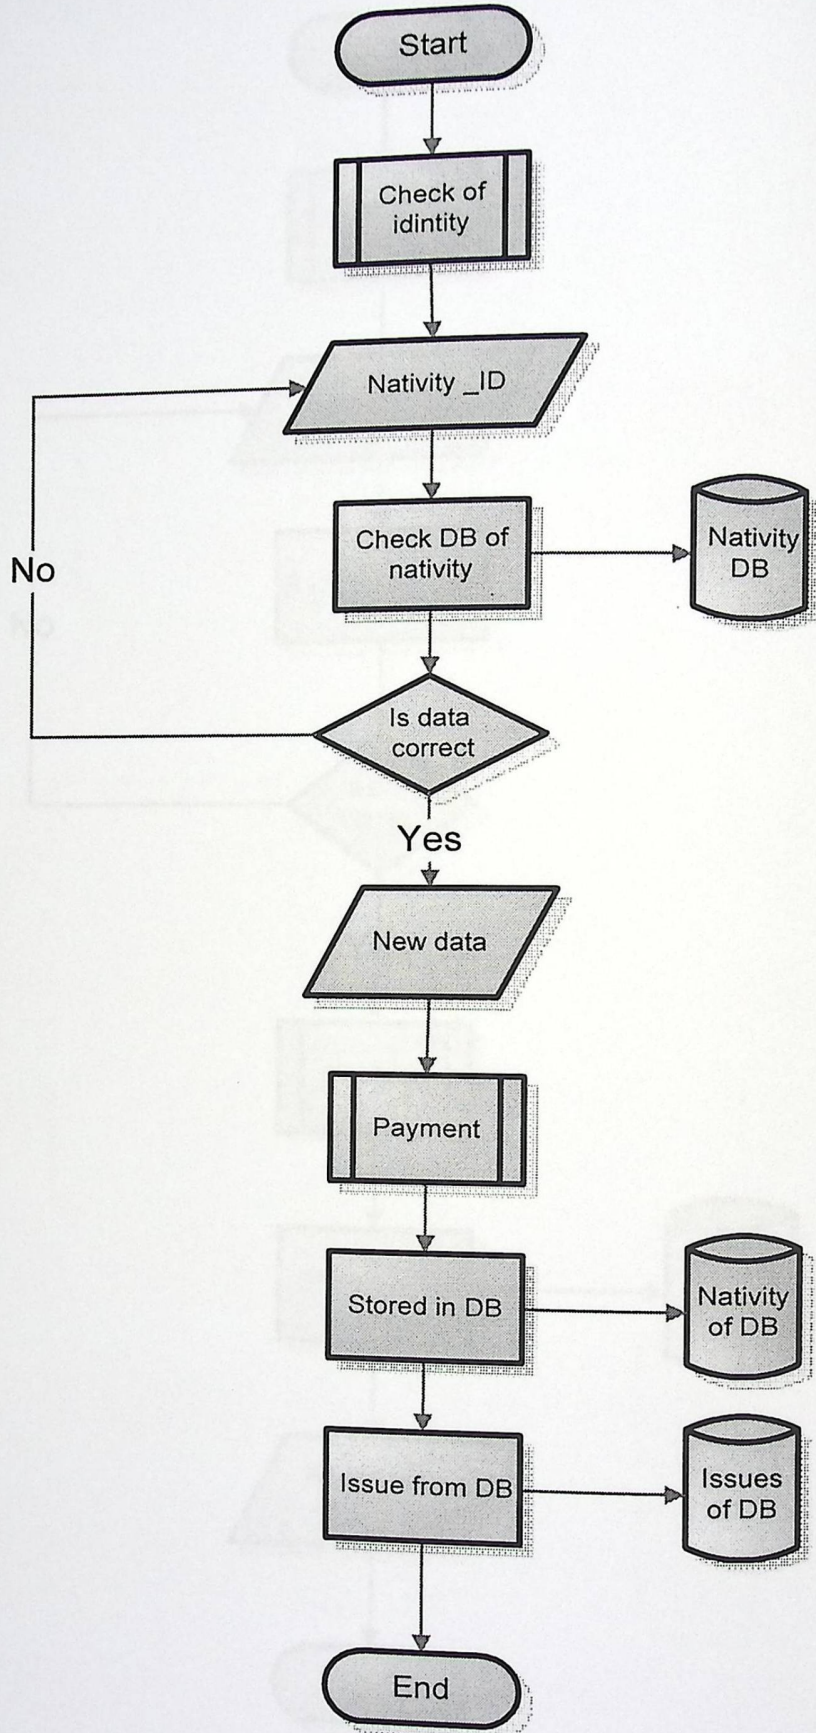 Start
Check of
idintity
Nativity _ID
Check DB of
nativity
Nativity
DB
No
Is data
correct
Yes
New data
Payment
Stored in DB
Nativity
of DB
Issue from DB
Issues
of DB
End